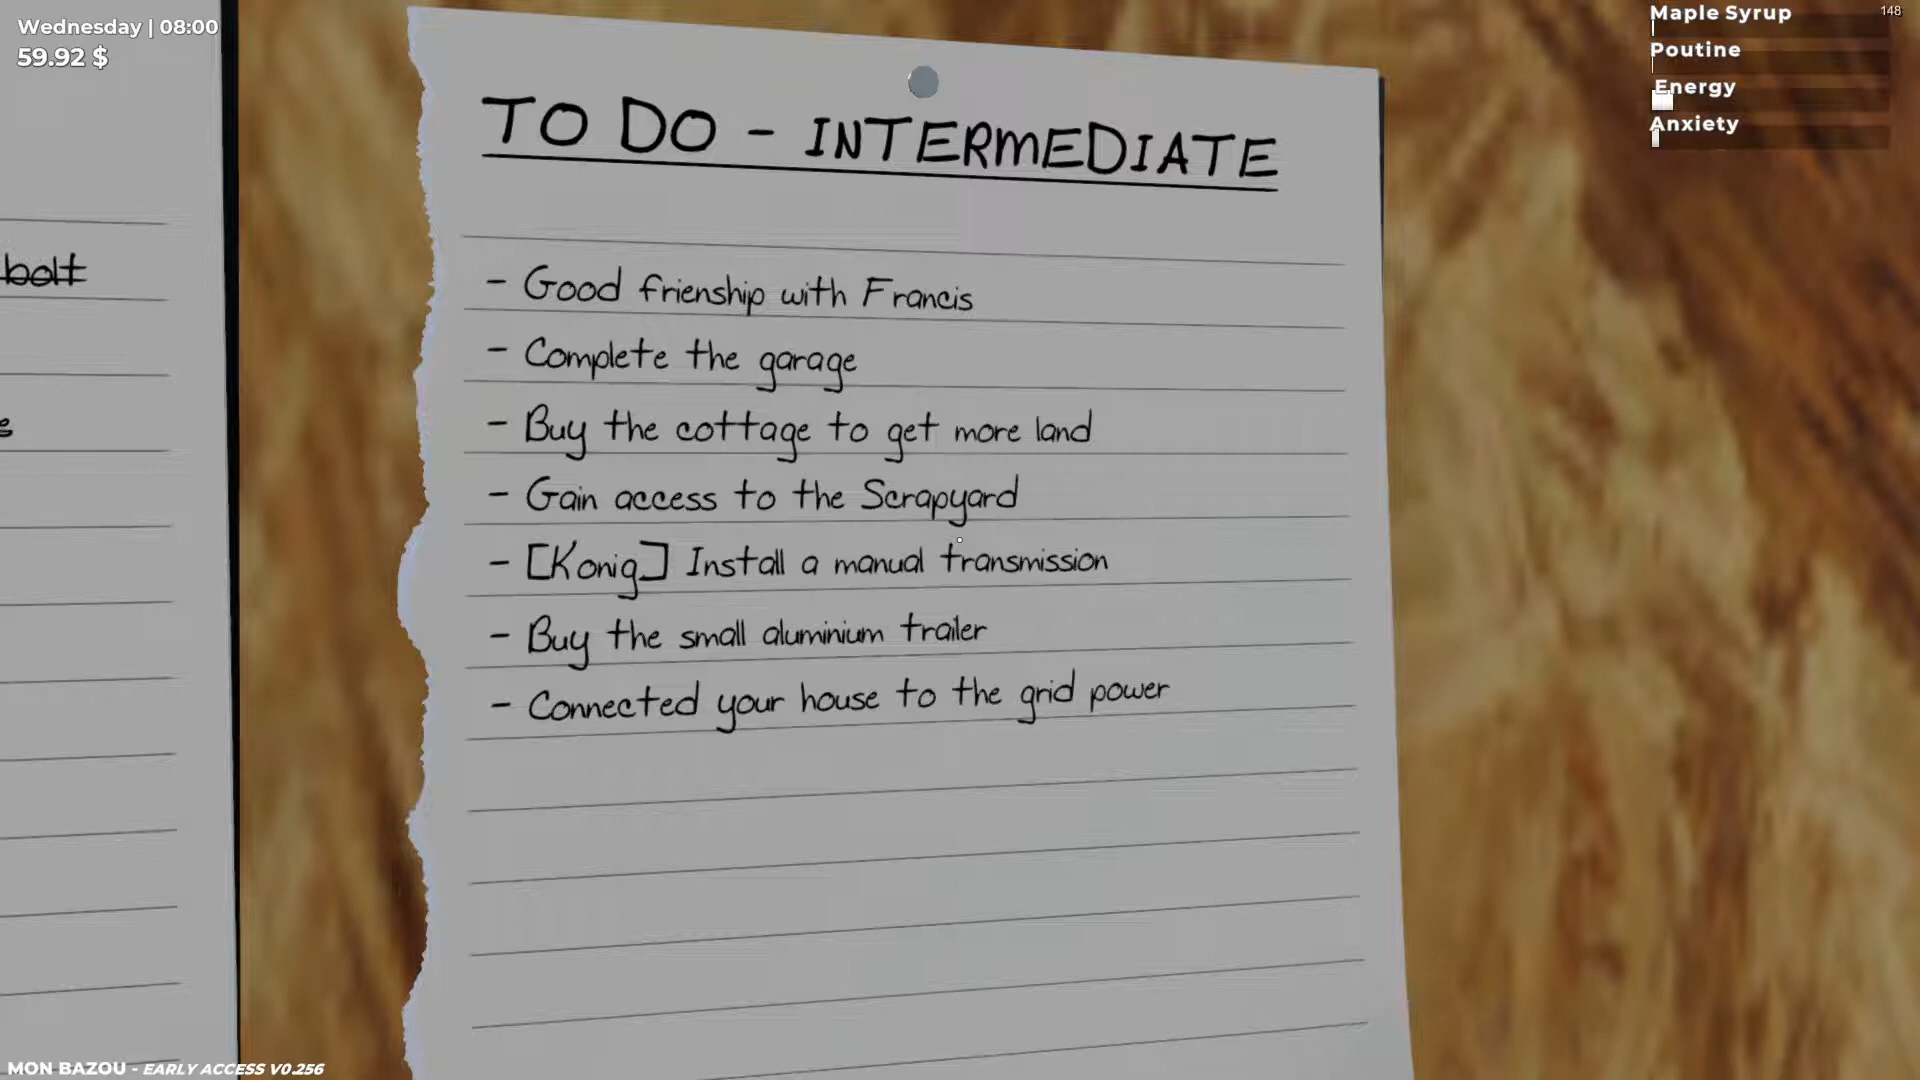 Wednesday | 08:00
59.92 $
Maple Syrup
148
Poutine
Energy
Anxiety
bolt
TO DO - INTERMEDIATE
- Good frienship with Francis
- Complete the garage
- Buy the cottage to get more land
- Gain access to the Scrapyard
- [Konig] Install a manual transmission
- Buy the small aluminium trailer
- Connected your house to the grid power
MON BAZOU - EARLY ACCESS V0.256